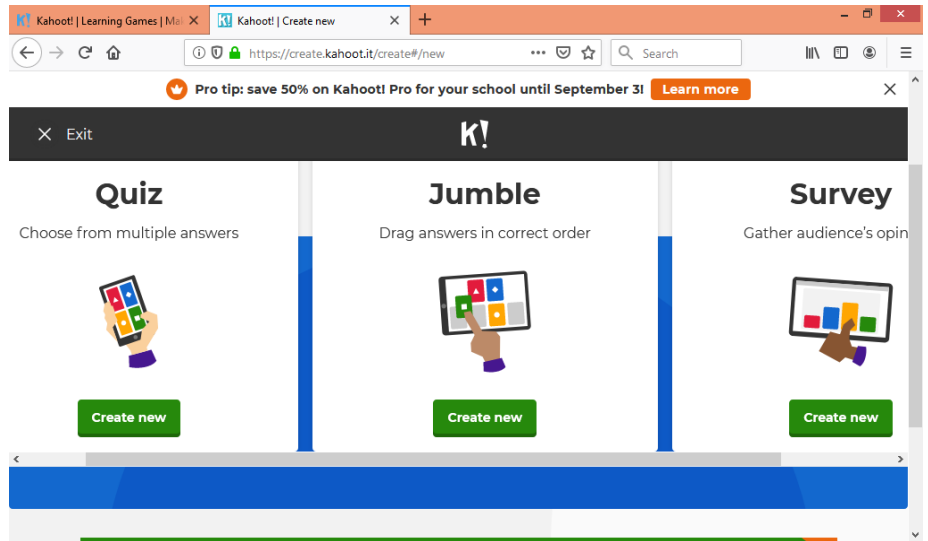 Kahoot! | Learning Games | Mak
Kahoot! | Create new
https://create.kahoot.it/create#/new
Search
Pro tip: save 50% on Kahoot! Pro for your school until September 3! Learn more
Exit
K!
Quiz
Jumble
Survey
Choose from multiple answers
Drag answers in correct order
Gather audience's opin
Create new
Create new
Create new